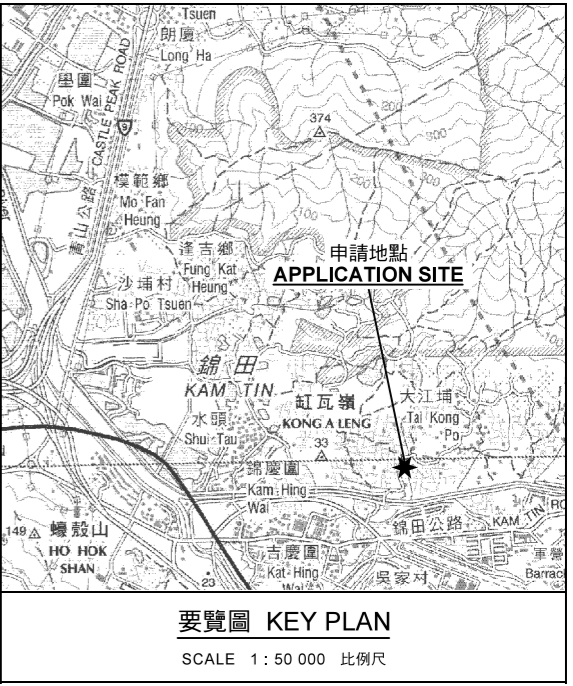 Tsuen
朗廈
Long Ha
壆圍
Pok Wai
CASTLE PEAK ROAD
青山公路
9
374
200
300
300
200
100
100
模範鄉
Mo Fan
Heung
逢吉鄉
Fung Kat
Heung
沙埔村
Sha Po Tsuen
申請地點
APPLICATION SITE
錦田
KAM TIN
水頭
Shui Tau
缸瓦嶺
KONG A LENG
大江埔
Tai Kong
Po
33
錦慶圍
Kam Hing
Wai
149
蠔殼山
HO HOK
SHAN
錦田公路
KAM TIN RO
吉慶圍
Kat Hing
Wai
23
吳家村
軍營
Barrack
要覽圖 KEY PLAN
SCALE 1 : 50 000 比例尺